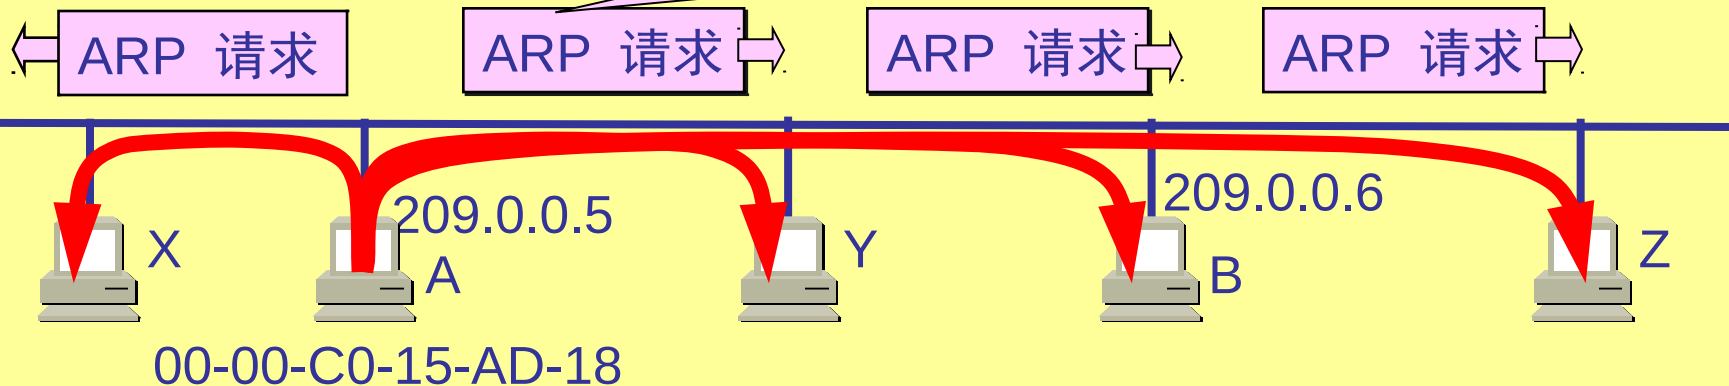 ARP 请求
ARP 请求
ARP 请求
ARP 请求
209.0.0.5
209.0.0.6
X
A
Y
B
Z
00-00-C0-15-AD-18